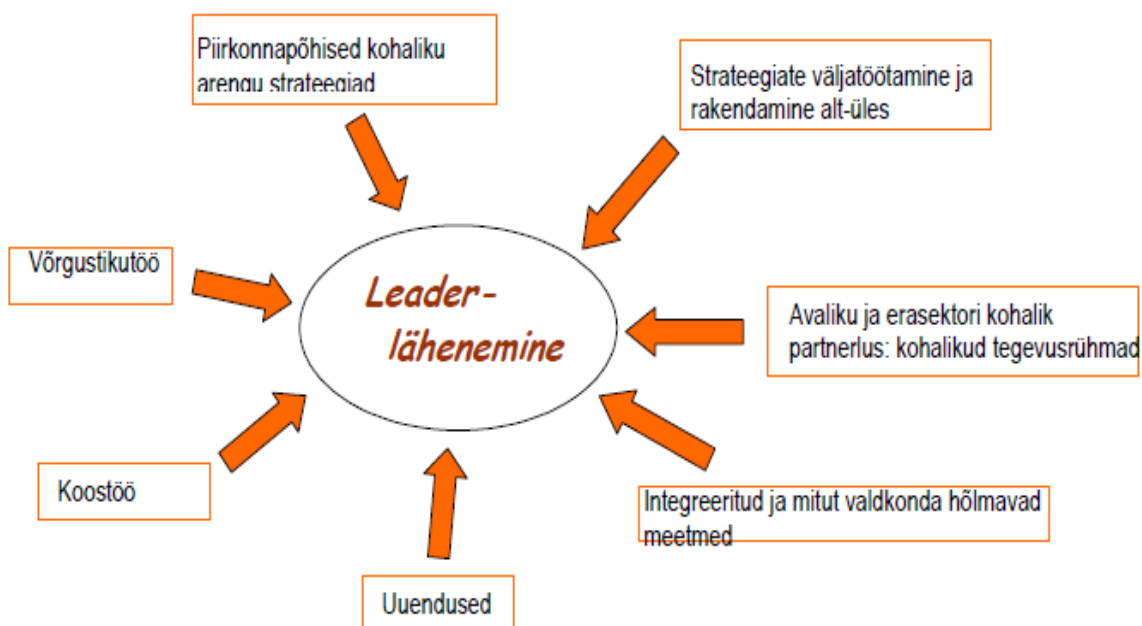 Piirkonnapõhised kohaliku
arengu strateegiad
Strateegiate väljatöötamine ja
rakendamine alt-üles
Võrgustikutöö
Leader-
lähenemine
Avaliku ja erasektori kohalik
partnerlus: kohalikud tegevusrühmad
Koostöö
Integreeritud ja mitut valdkonda hõlmavad
meetmed
Uuendused